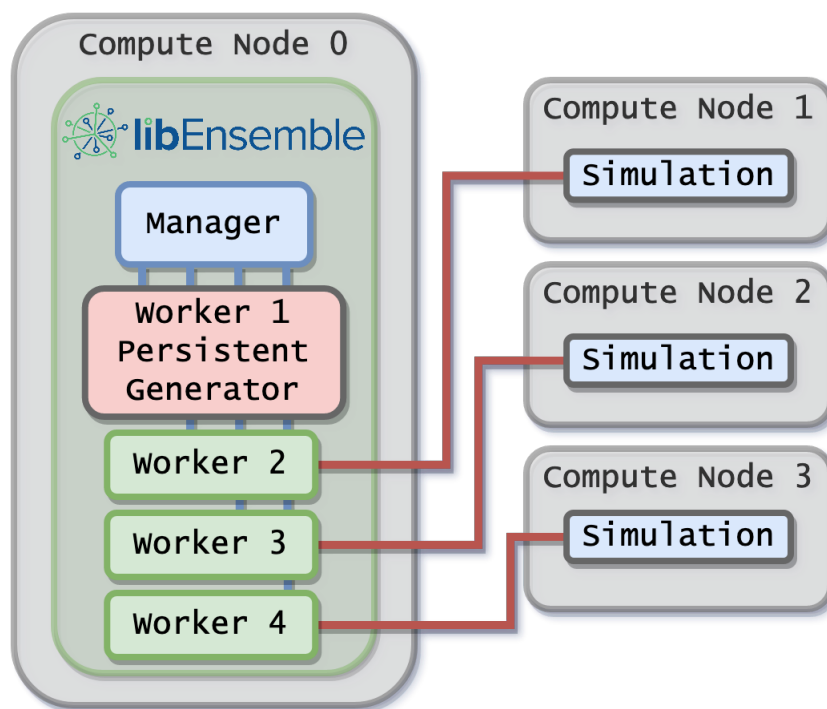 Compute Node 0
libEnsemble
Manager
Worker 1
Persistent
Generator
Worker 2
Worker 3
Worker 4
Compute Node 1
Simulation
Compute Node 2
Simulation
Compute Node 3
Simulation